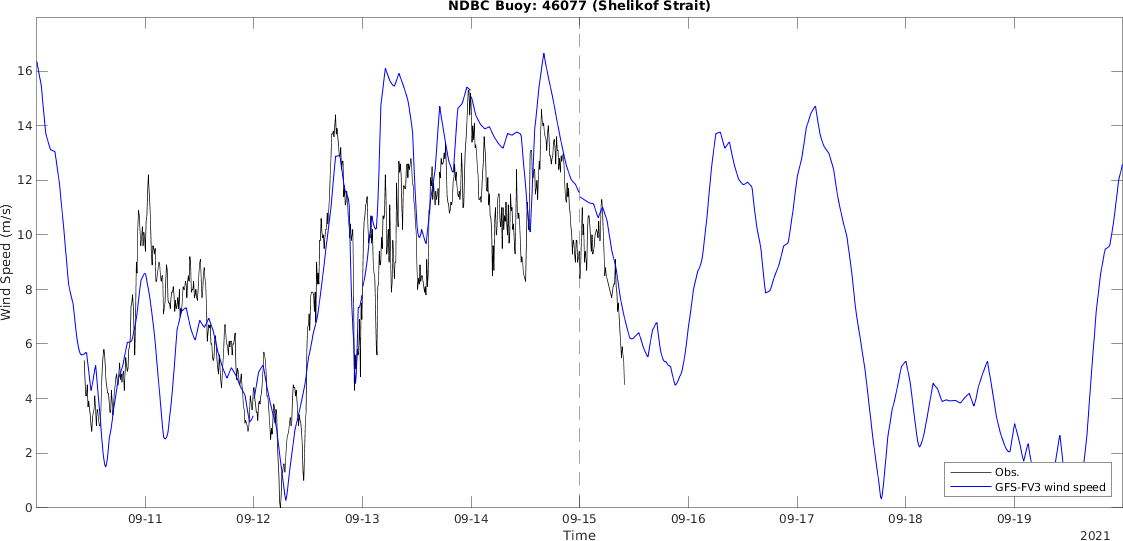 NDBC Buoy: 46077 (Shelikof Strait)
Wind Speed (m/s)
16
14
12
10
8
6
4
2
0
Obs.
GFS-FV3 wind speed
09-11 09-12 09-13 09-14 09-15 09-16 09-17 09-18 09-19
Time
2021